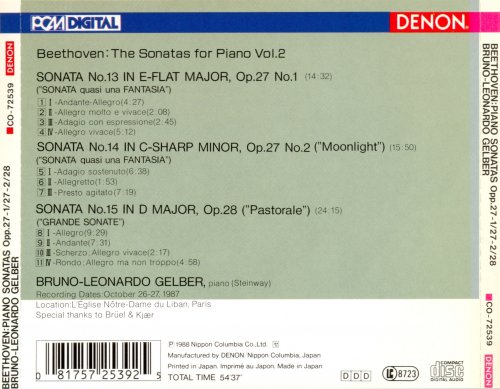 PCM DIGITAL
DENON
Beethoven: The Sonatas for Piano Vol.2
SONATA No.13 IN E-FLAT MAJOR, Op.27 No.1 (14:32)
("SONATA quasi una FANTASIA")
1 I -Andante-Allegro(4:27)
2 II -Allegro molto e vivace(2:08)
3 III -Adagio con espressione(2:45)
4 IV -Allegro vivace(5:12)
SONATA No.14 IN C-SHARP MINOR, Op.27 No.2 ("Moonlight") 15:50)
("SONATA quasi una FANTASIA")
5 I -Adagio sostenuto(6:38)
6 II -Allegretto(1:53)
7 III -Presto agitato(7:19)
SONATA No.15 IN D MAJOR, Op.28 ("Pastorale") (24:15)
("GRANDE SONATE")
8 I -Allegro(9:29)
9 II -Andante(7:31)
10 III -Scherzo; Allegro vivace(2:17)
11 IV -Rondo; Allegro ma non troppo(4:58)
BRUNO-LEONARDO GELBER, piano (Steinway)
Recording Dates: October 26-27, 1987
Location: L'Église Nôtre-Dame du Liban, Paris
Special thanks to Brüel & Kjær
0 81757 25392 5
Ⓟ 1988 Nippon Columbia Co., Ltd.
Manufactured by DENON Nippon Columbia, Japan
Printed in Japan. Imprimé au Japon. Made in Japan
TOTAL TIME 54'37"
D D D
LC 8723
COMPACT disc DIGITAL AUDIO
BEETHOVEN: PIANO SONATAS Opp.27-1/27-2/28
BRUNO-LEONARDO GELBER
CO-72539
DENON
BEETHOVEN: PIANO SONATAS Opp.27-1/27-2/28
BRUNO-LEONARDO GELBER
CO-72539
DENON